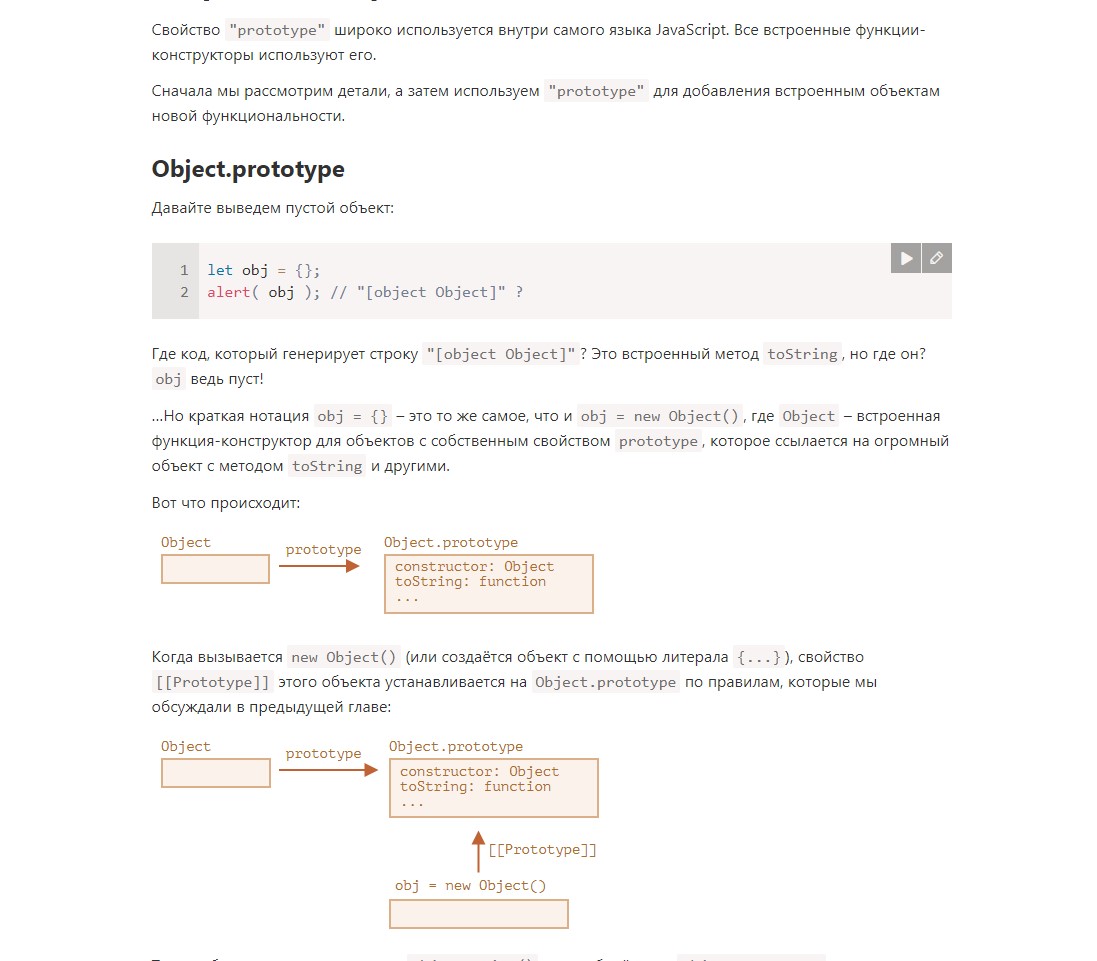 Свойство "prototype" широко используется внутри самого языка JavaScript. Все встроенные функции-
конструкторы используют его.
Сначала мы рассмотрим детали, а затем используем "prototype" для добавления встроенным объектам
новой функциональности.
Object.prototype
Давайте выведем пустой объект:
1 let obj = {};
2 alert( obj ); // "[object Object]" ?
Где код, который генерирует строку "[object Object]"? Это встроенный метод toString, но где он?
obj ведь пуст!
...Но краткая нотация obj = {} – это то же самое, что и obj = new Object(), где Object – встроенная
функция-конструктор для объектов с собственным свойством prototype, которое ссылается на огромный
объект с методом toString и другими.
Вот что происходит:
Object prototype Object.prototype
constructor: Object
toString: function
...
Когда вызывается new Object() (или создаётся объект с помощью литерала {...}), свойство
[[Prototype]] этого объекта устанавливается на Object.prototype по правилам, которые мы
обсуждали в предыдущей главе:
Object prototype Object.prototype
constructor: Object
toString: function
...
[[Prototype]]
obj = new Object()